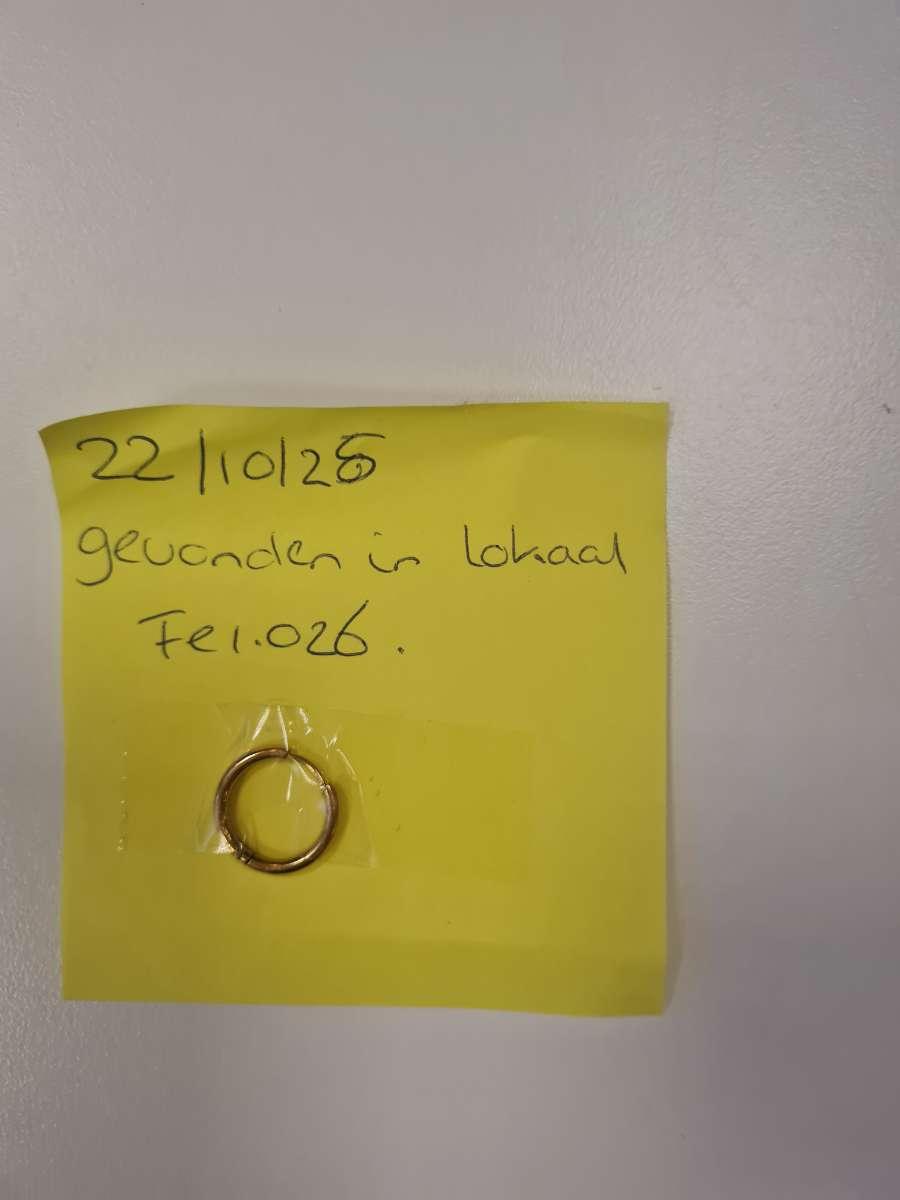 22/10/25
gevonden in lokaal
Fe1.026.